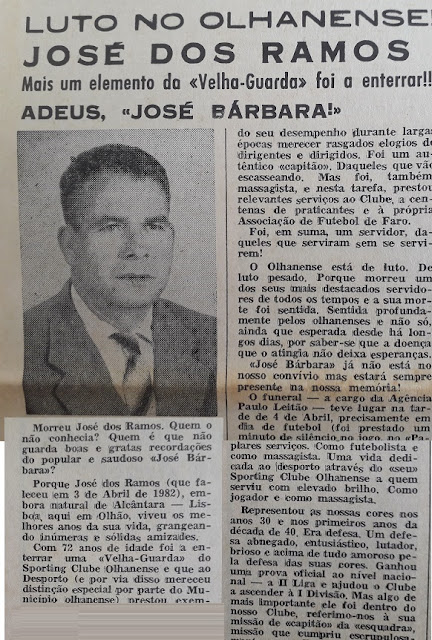 LUTO NO OLHANENSE
JOSÉ DOS RAMOS
Mais um elemento da «Velha-Guarda» foi a enterrar!!
ADEUS, «JOSÉ BÁRBARA!»
Morreu José dos Ramos. Quem o
não conhecia? Quem é que não
guarda boas e gratas recordações
do popular e saudoso «José Bár-
bara»?
Porque José dos Ramos (que fa-
leceu em 3 de Abril de 1982), em-
bora natural de Alcântara — Lis-
boa, aqui em Olhão, viveu os me-
lhores anos da sua vida, grangean-
do inúmeras e sólidas amizades.
Com 72 anos de idade foi a en-
terrar uma «Velha-Guarda» do
Sporting Clube Olhanense e que ao
Desporto (e por via disso mereceu
distinção especial por parte do Mu-
nicípio olhanense) prestou exem-
plares serviços. Como futebolista e
como massagista. Uma vida dedi-
cada ao desporto através do «seu»
Sporting Clube Olhanense a quem
serviu com elevado brilho. Como
jogador e como massagista.
Representou as nossas cores nos
anos 30 e nos primeiros anos da
década de 40. Era defesa. Um de-
fesa abnegado, entusiástico, lutador,
brioso e acima de tudo amoroso pe-
la defesa das suas cores. Ganhou
uma prova oficial ao nível nacio-
nal — a II Liga e ajudou o Clube
a ascender à I Divisão. Mas algo de
mais importante ele foi dentro do
nosso Clube, referimo-nos à sua
missão de «capitão» da «esquadra»,
missão que cumpriu escrupulosa-
do seu desempenho durante largas
épocas merecer rasgados elogios de
dirigentes e dirigidos. Foi um au-
têntico «capitão». Daqueles que vão
escasseando. Mas foi, também
massagista, e nesta tarefa, prestou
relevantes serviços ao Clube, a cen-
tenas de praticantes e à própria
Associação de Futebol de Faro.
Foi, em suma, um servidor, da-
queles que serviram sem se servi-
rem!
O Olhanense está de luto. De
luto pesado. Porque morreu um
dos seus mais destacados servido-
res de todos os tempos e a sua mor-
te foi sentida. Sentida profunda-
mente pelos olhanenses e não só,
ainda que esperada desde há lon-
gos dias, por saber-se que a doença
que o atingia não deixa esperanças.
«José Bárbara» já não está no
nosso convívio mas estará sempre
presente na nossa memória!
O funeral — a cargo da Agência
Paulo Leitão — teve lugar na tar-
de de 4 de Abril, precisamente em
dia de futebol (foi prestado um
minuto de silêncio no jogo, no «Pa-